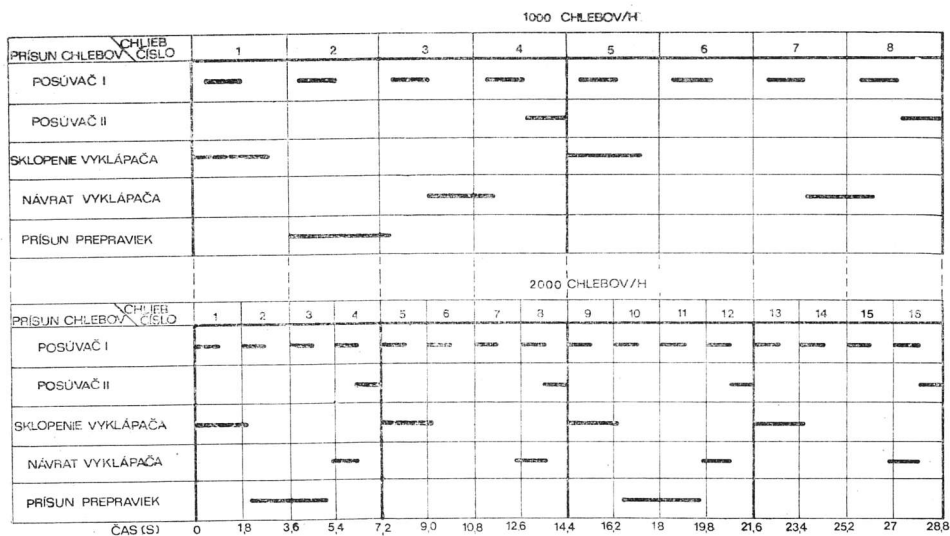 1000 CHLEBOV/H
CHLIEB
PRÍSUN CHLEBOV ČÍSLO 1 2 3 4 5 6 7 8
POSÚVAČ I
POSÚVAČ II
SKLOPENIE VYKLÁPAČA
NÁVRAT VYKLÁPAČA
PRÍSUN PREPRAVIEK
2000 CHLEBOV/H
CHLIEB
PRÍSUN CHLEBOV ČÍSLO 1 2 3 4 5 6 7 8 9 10 11 12 13 14 15 16
POSÚVAČ I
POSÚVAČ II
SKLOPENIE VYKLÁPAČA
NÁVRAT VYKLÁPAČA
PRÍSUN PREPRAVIEK
ČAS (S) 0 1,8 3,6 5,4 7,2 9,0 10,8 12,6 14,4 16,2 18 19,8 21,6 23,4 25,2 27 28,8